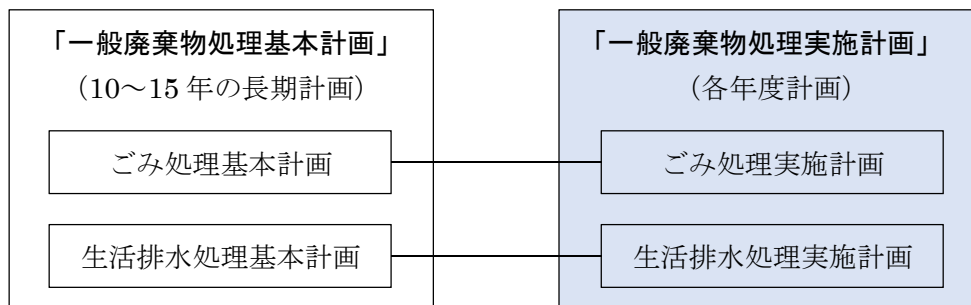 「一般廃棄物処理基本計画」
（10～15 年の長期計画）
ごみ処理基本計画
生活排水処理基本計画
「一般廃棄物処理実施計画」
（各年度計画）
ごみ処理実施計画
生活排水処理実施計画